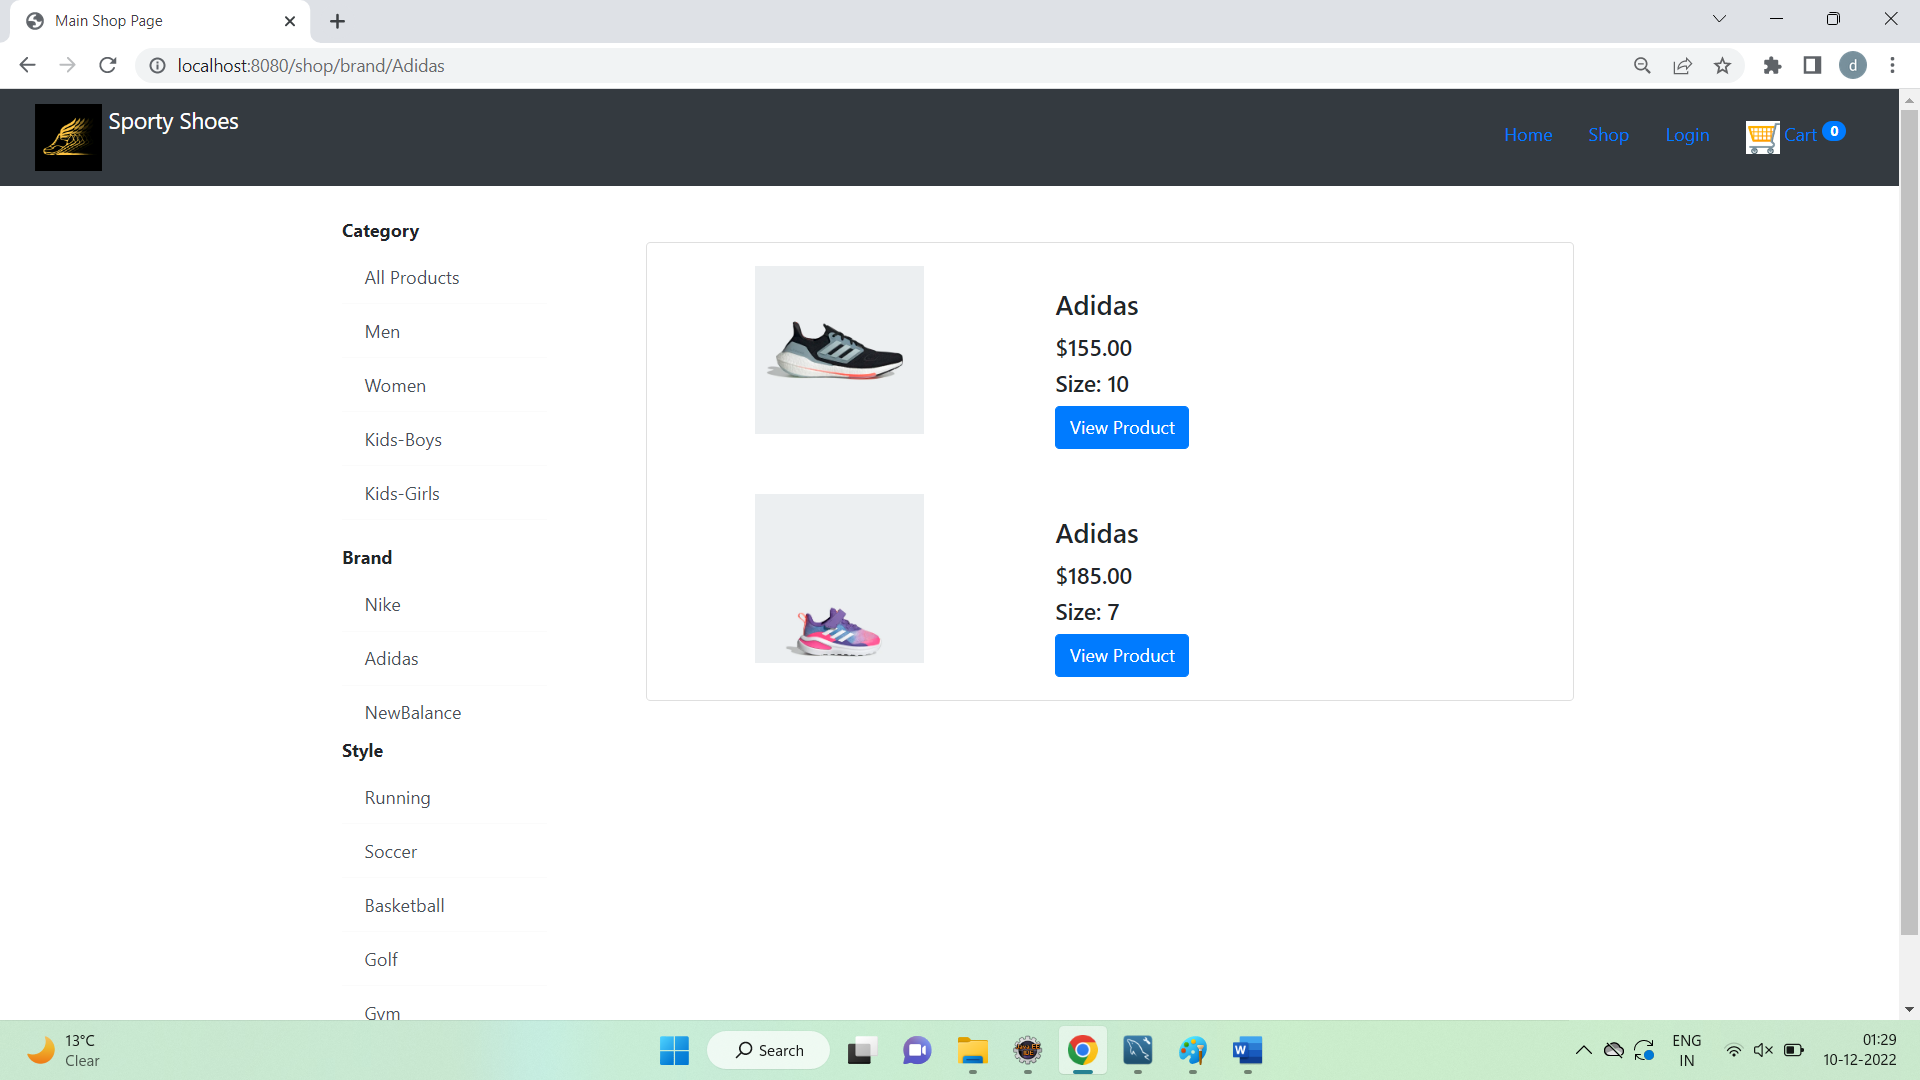 Main Shop Page
localhost:8080/shop/brand/Adidas
d
Sporty Shoes
Home
Shop
Login
Cart 0
Category
All Products
Men
Women
Kids-Boys
Kids-Girls
Brand
Nike
Adidas
NewBalance
Style
Running
Soccer
Basketball
Golf
Gym
Adidas
$155.00
Size: 10
View Product
Adidas
$185.00
Size: 7
View Product
13°C
Clear
Search
W
ENG
IN
01:29
10-12-2022